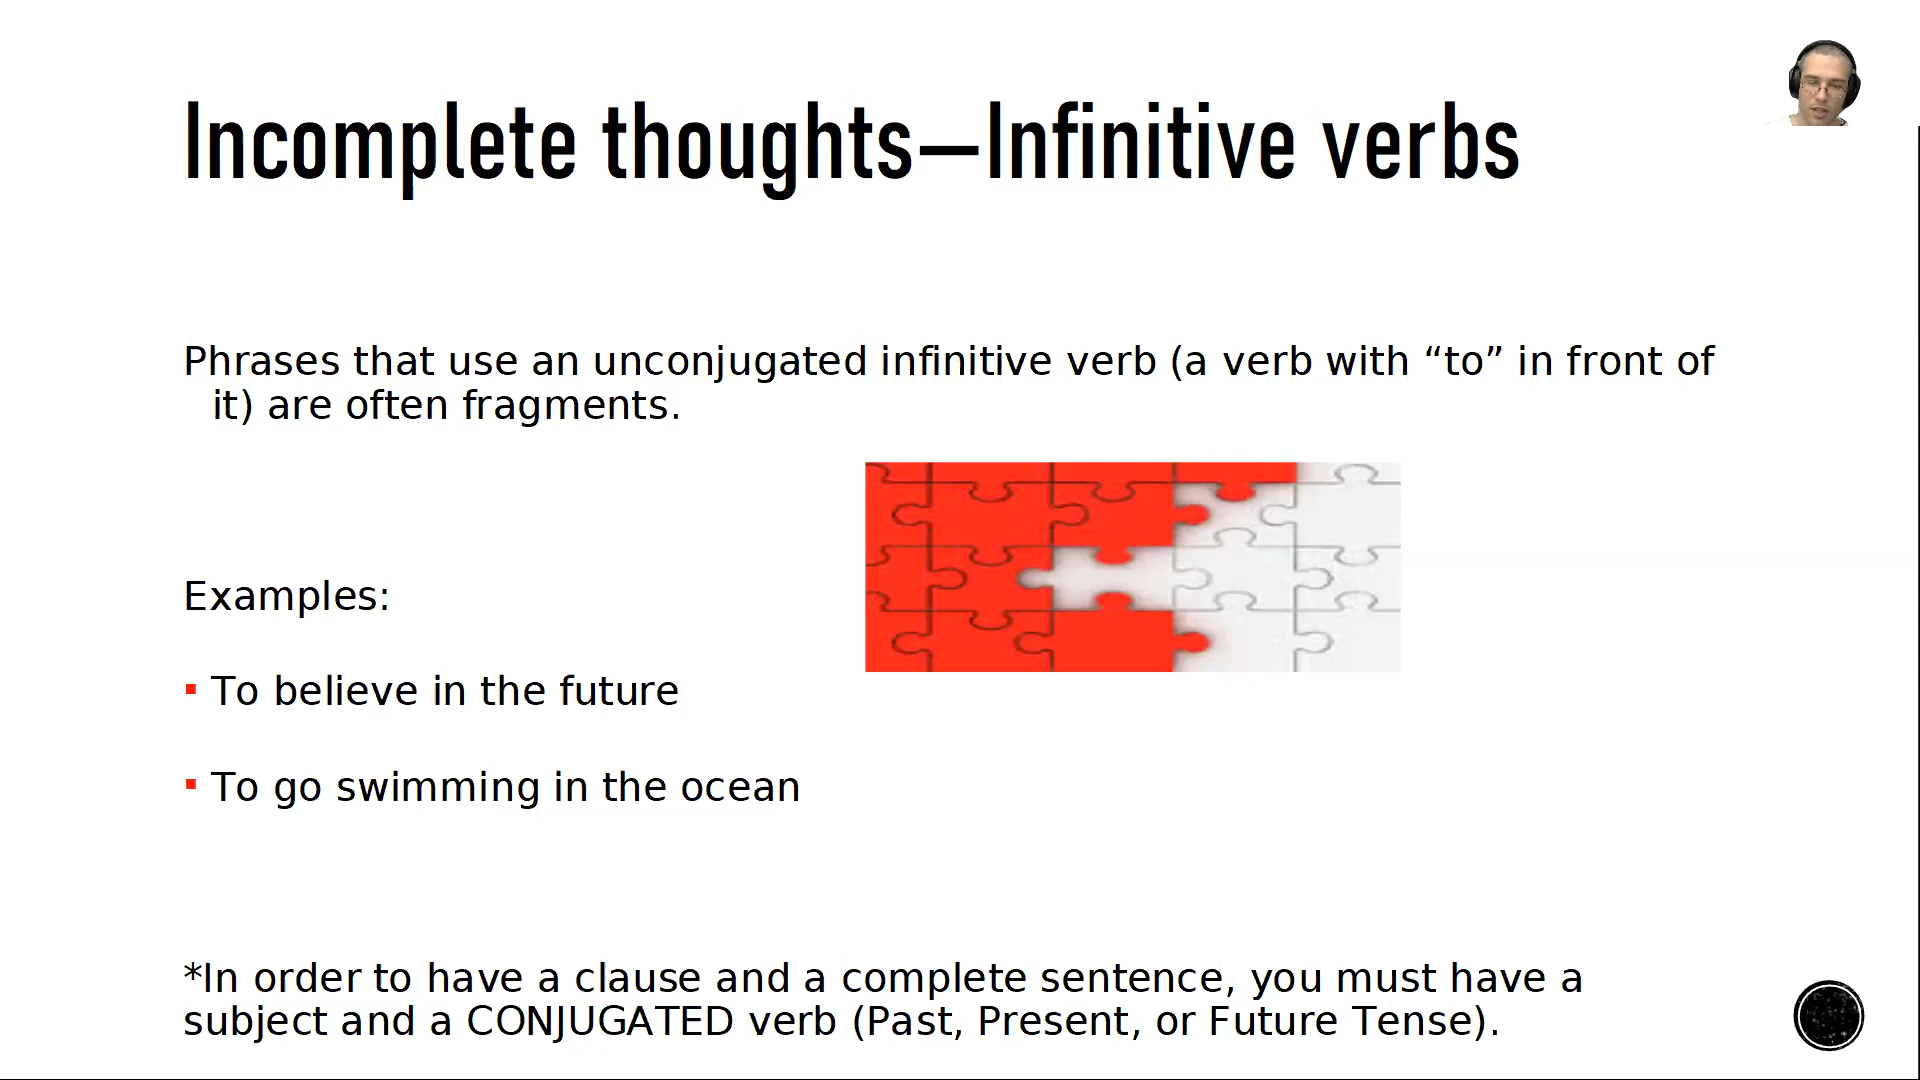 Incomplete thoughts—Infinitive verbs
Phrases that use an unconjugated infinitive verb (a verb with “to” in front of
it) are often fragments.
Examples:
▪ To believe in the future
▪ To go swimming in the ocean
*In order to have a clause and a complete sentence, you must have a
subject and a CONJUGATED verb (Past, Present, or Future Tense).